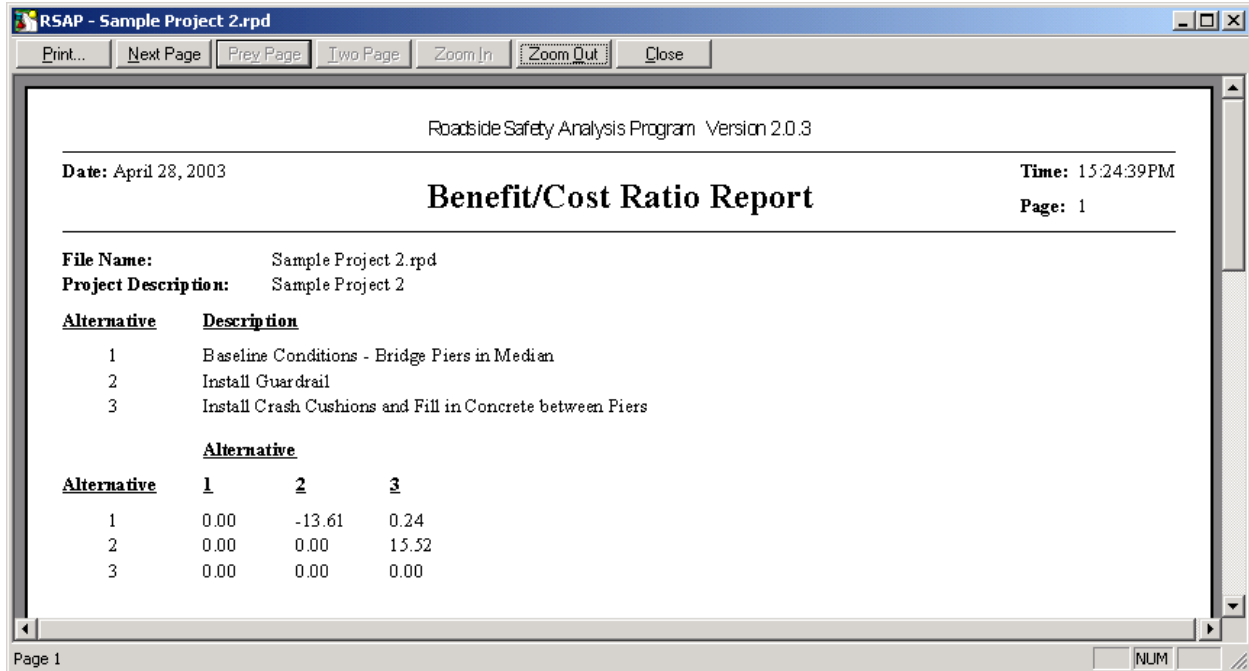 RSAP - Sample Project 2.rpd
Print... Next Page Prev Page Two Page Zoom In Zoom Out Close
Roadside Safety Analysis Program Version 2.0.3
Date: April 28, 2003 Time: 15:24:39PM
Benefit/Cost Ratio Report
Page: 1
File Name: Sample Project 2.rpd
Project Description: Sample Project 2
Alternative Description
1 Baseline Conditions - Bridge Piers in Median
2 Install Guardrail
3 Install Crash Cushions and Fill in Concrete between Piers
Alternative
Alternative 1 2 3
1 0.00 -13.61 0.24
2 0.00 0.00 15.52
3 0.00 0.00 0.00
Page 1 NUM